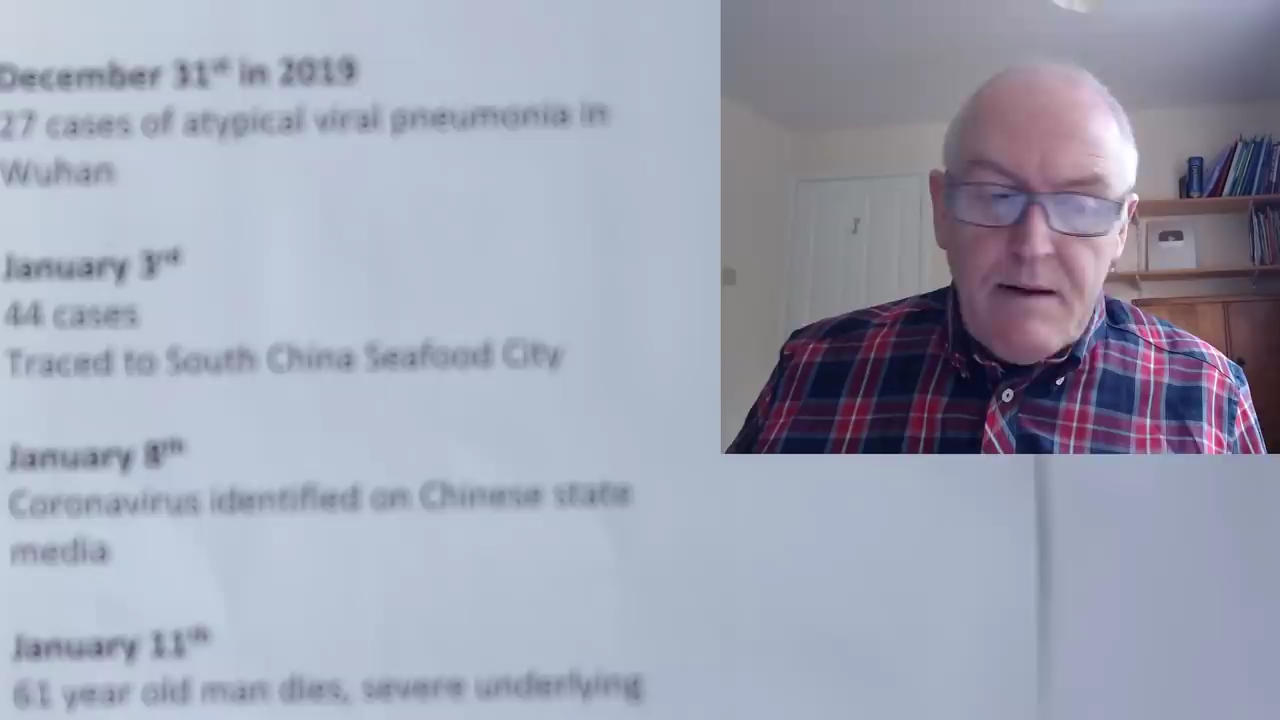 December 31st in 2019
27 cases of atypical viral pneumonia in
Wuhan
January 3rd
44 cases
Traced to South China Seafood City
January 8th
Coronavirus identified on Chinese state
media
January 11th
61 year old man dies, severe underlying